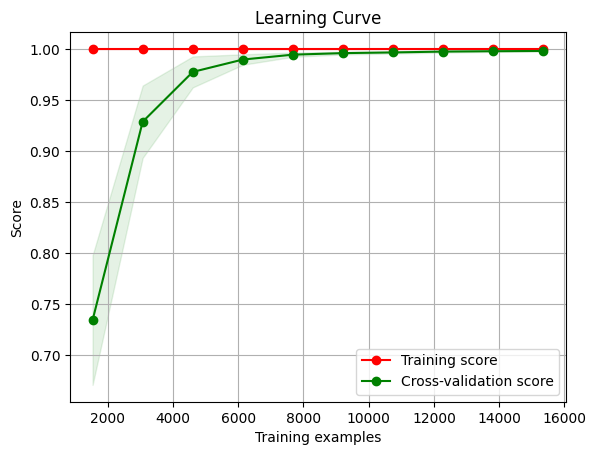 Learning Curve
1.00
0.95
0.90
0.85
0.80
0.75
0.70
Score
Training score
Cross-validation score
2000 4000 6000 8000 10000 12000 14000 16000
Training examples